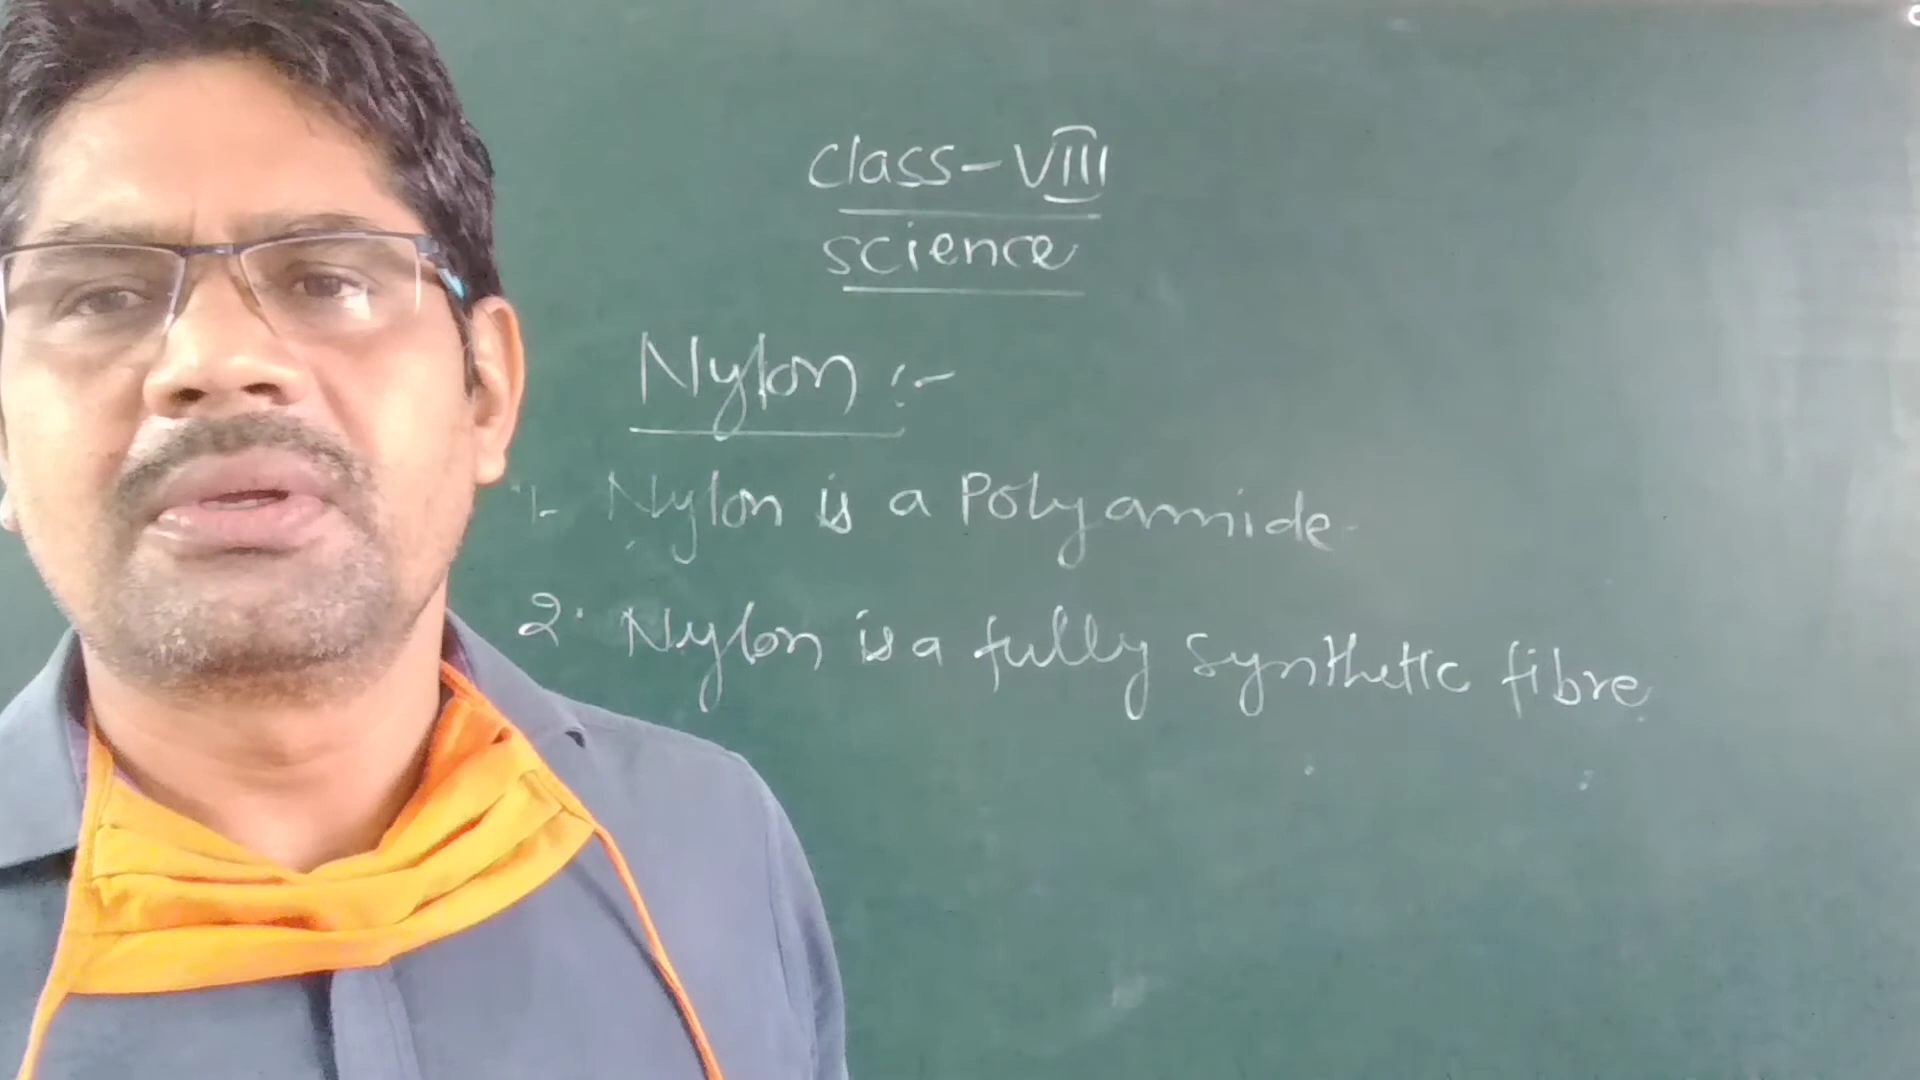 class-VIII
science
Nylon :-
1. Nylon is a Polyamide.
2. Nylon is a fully synthetic fibre.